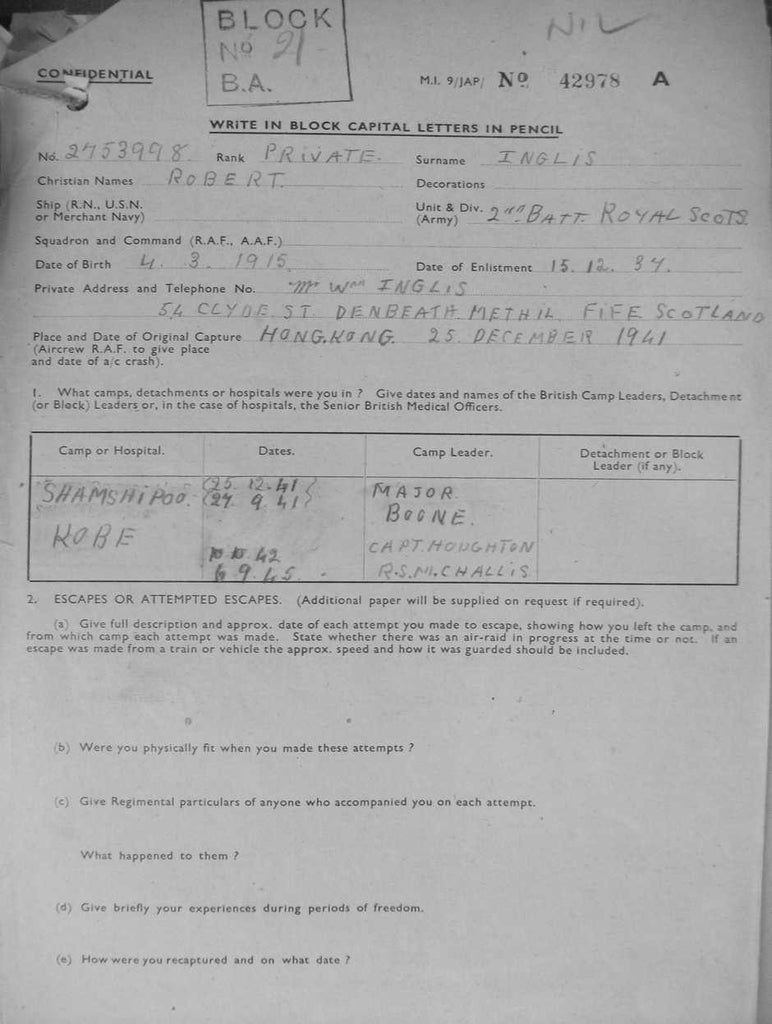 BLOCK
Nº 21
B.A.
NIL
CONFIDENTIAL
M.I. 9/JAP/ Nº 42978 A
WRITE IN BLOCK CAPITAL LETTERS IN PENCIL
No. 2753998. Rank PRIVATE. Surname INGLIS
Christian Names ROBERT. Decorations
Ship (R.N., U.S.N. or Merchant Navy) Unit & Div. (Army) 2nd BATT ROYAL SCOTS.
Squadron and Command (R.A.F., A.A.F.)
Date of Birth 4. 3. 1915 Date of Enlistment 15. 12. 34.
Private Address and Telephone No. Mr Wm INGLIS
54 CLYDE ST. DENBEATH. METHIL. FIFE SCOTLAND
Place and Date of Original Capture HONG.KONG. 25 DECEMBER 1941
(Aircrew R.A.F. to give place
and date of a/c crash).
1. What camps, detachments or hospitals were you in ? Give dates and names of the British Camp Leaders, Detachment
(or Block) Leaders or, in the case of hospitals, the Senior British Medical Officers.
Camp or Hospital. Dates. Camp Leader. Detachment or Block Leader (if any).
SHAMSHIPOO. (25. 12. 41 MAJOR.
(27. 9. 41 BOONE.
KOBE 42 CAPT. HOUGHTON
6 9. 45. R.S.M. CHALLIS
2. ESCAPES OR ATTEMPTED ESCAPES. (Additional paper will be supplied on request if required).
(a) Give full description and approx. date of each attempt you made to escape, showing how you left the camp, and
from which camp each attempt was made. State whether there was an air-raid in progress at the time or not. If an
escape was made from a train or vehicle the approx. speed and how it was guarded should be included.
(b) Were you physically fit when you made these attempts ?
(c) Give Regimental particulars of anyone who accompanied you on each attempt.
What happened to them ?
(d) Give briefly your experiences during periods of freedom.
(e) How were you recaptured and on what date ?